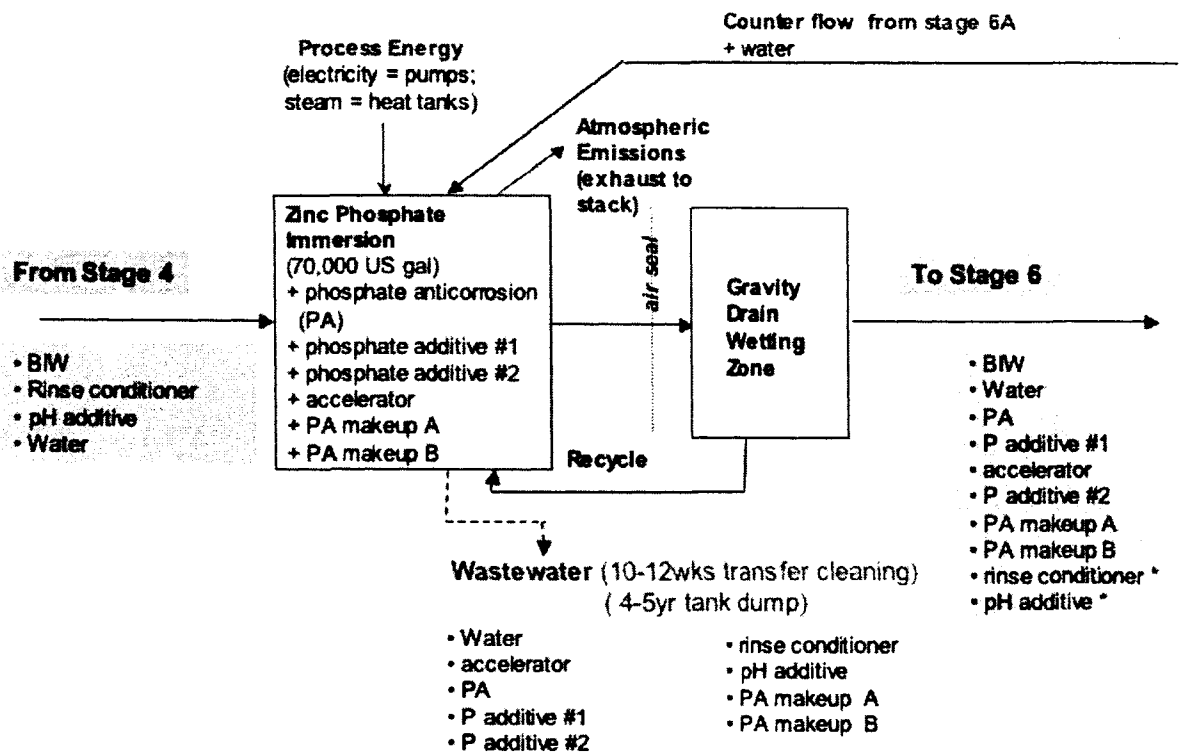 Counter flow from stage 6A
+ water
Process Energy
(electricity = pumps;
steam = heat tanks)
Atmospheric
Emissions
(exhaust to
stack)
Zinc Phosphate
Immersion
(70,000 US gal)
+ phosphate anticorrosion
(PA)
+ phosphate additive #1
+ phosphate additive #2
+ accelerator
+ PA makeup A
+ PA makeup B
air seal
Gravity
Drain
Wetting
Zone
From Stage 4
• BIW
• Rinse conditioner
• pH additive
• Water
To Stage 6
• BIW
• Water
• PA
• P additive #1
• accelerator
• P additive #2
• PA makeup A
• PA makeup B
• rinse conditioner *
• pH additive *
Recycle
Wastewater (10-12wks transfer cleaning)
( 4-5yr tank dump)
• Water
• accelerator
• PA
• P additive #1
• P additive #2
• rinse conditioner
• pH additive
• PA makeup A
• PA makeup B